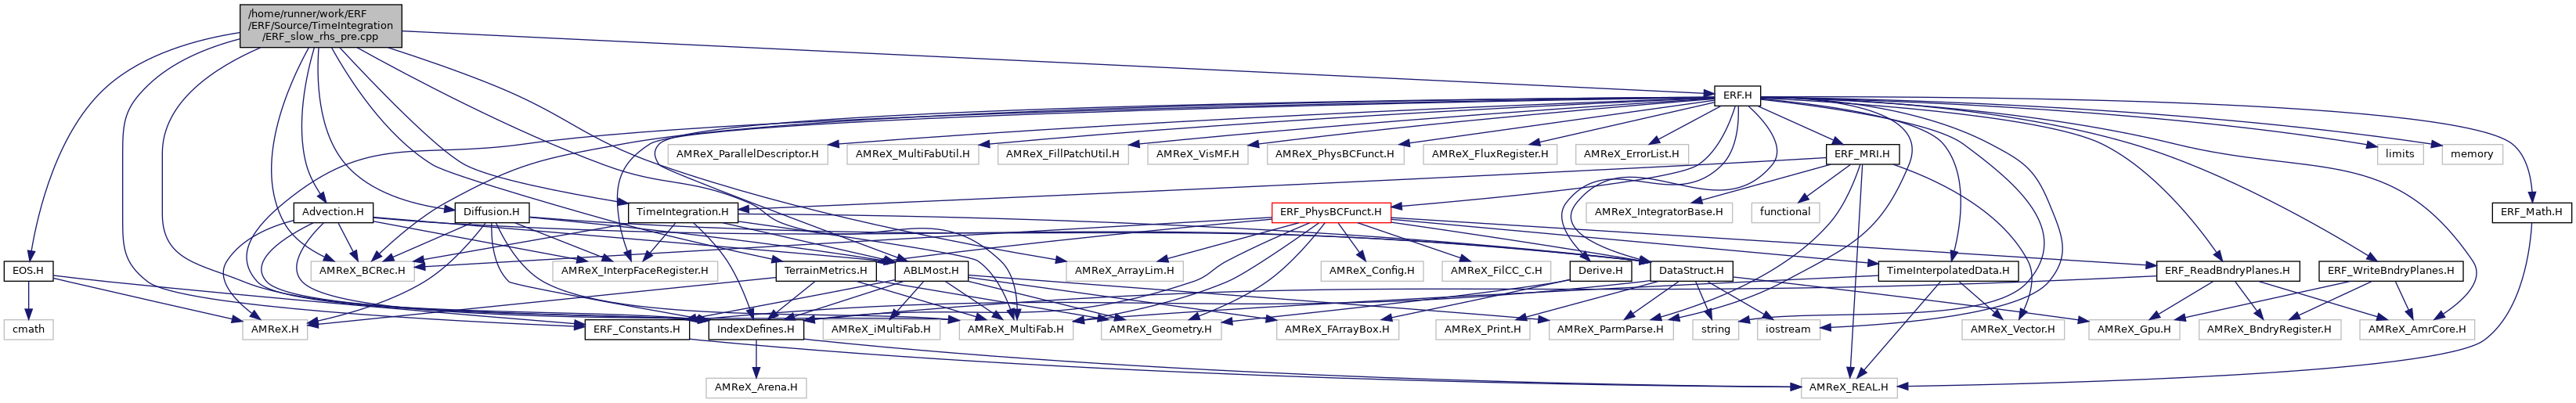 /home/runner/work/ERF
/ERF/Source/TimeIntegration
/ERF_slow_rhs_pre.cpp
ERF.H
AMReX_ParallelDescriptor.H
AMReX_MultiFabUtil.H
AMReX_FillPatchUtil.H
AMReX_VisMF.H
AMReX_PhysBCFunct.H
AMReX_FluxRegister.H
AMReX_ErrorList.H
ERF_MRI.H
limits
memory
Advection.H
Diffusion.H
TimeIntegration.H
ERF_PhysBCFunct.H
AMReX_IntegratorBase.H
functional
ERF_Math.H
EOS.H
AMReX_BCRec.H
AMReX_InterpFaceRegister.H
TerrainMetrics.H
ABLMost.H
AMReX_ArrayLim.H
AMReX_Config.H
AMReX_FilCC_C.H
Derive.H
DataStruct.H
TimeInterpolatedData.H
ERF_ReadBndryPlanes.H
ERF_WriteBndryPlanes.H
cmath
AMReX.H
ERF_Constants.H
IndexDefines.H
AMReX_iMultiFab.H
AMReX_MultiFab.H
AMReX_Geometry.H
AMReX_FArrayBox.H
AMReX_Print.H
AMReX_ParmParse.H
string
iostream
AMReX_Vector.H
AMReX_Gpu.H
AMReX_BndryRegister.H
AMReX_AmrCore.H
AMReX_Arena.H
AMReX_REAL.H